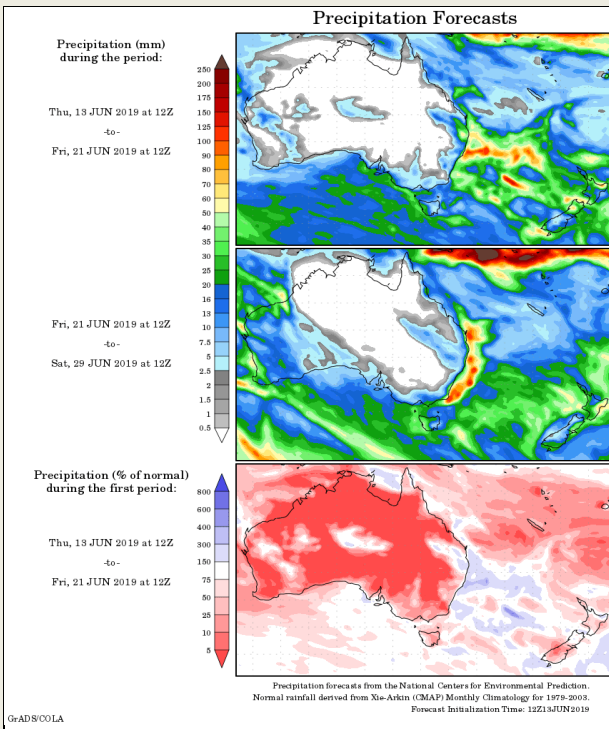 Precipitation Forecasts
Precipitation (mm)
during the period:
Thu, 13 JUN 2019 at 12Z
-to-
Fri, 21 JUN 2019 at 12Z
250
200
175
150
125
100
90
80
70
60
50
40
35
30
25
20
16
13
10
7.5
5
2.5
2
1.5
1
0.5
Fri, 21 JUN 2019 at 12Z
-to-
Sat, 29 JUN 2019 at 12Z
Precipitation (% of normal)
during the first period:
Thu, 13 JUN 2019 at 12Z
-to-
Fri, 21 JUN 2019 at 12Z
800
600
400
300
150
75
50
25
10
5
Precipitation forecasts from the National Centers for Environmental Prediction.
Normal rainfall derived from Xie-Arkin (CMAP) Monthly Climatology for 1979-2003.
Forecast Initialization Time: 12Z13JUN2019
GrADS/COLA